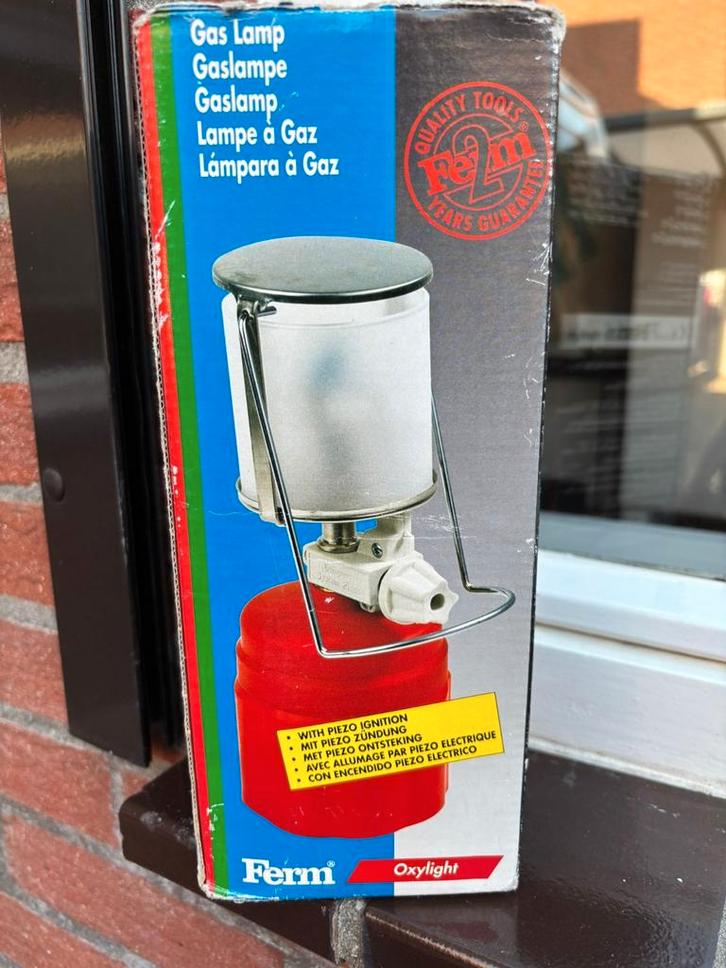 Gas Lamp
Gaslampe
Gaslamp
Lampe à Gaz
Lámpara à Gaz
QUALITY TOOLS
Ferm®
2
YEARS GUARANTEE
• WITH PIEZO IGNITION
• MIT PIEZO ZÜNDUNG
• MET PIEZO ONTSTEKING
• AVEC ALLUMAGE PAR PIEZO ELECTRIQUE
• CON ENCENDIDO PIEZO ELECTRICO
Ferm®
Oxylight